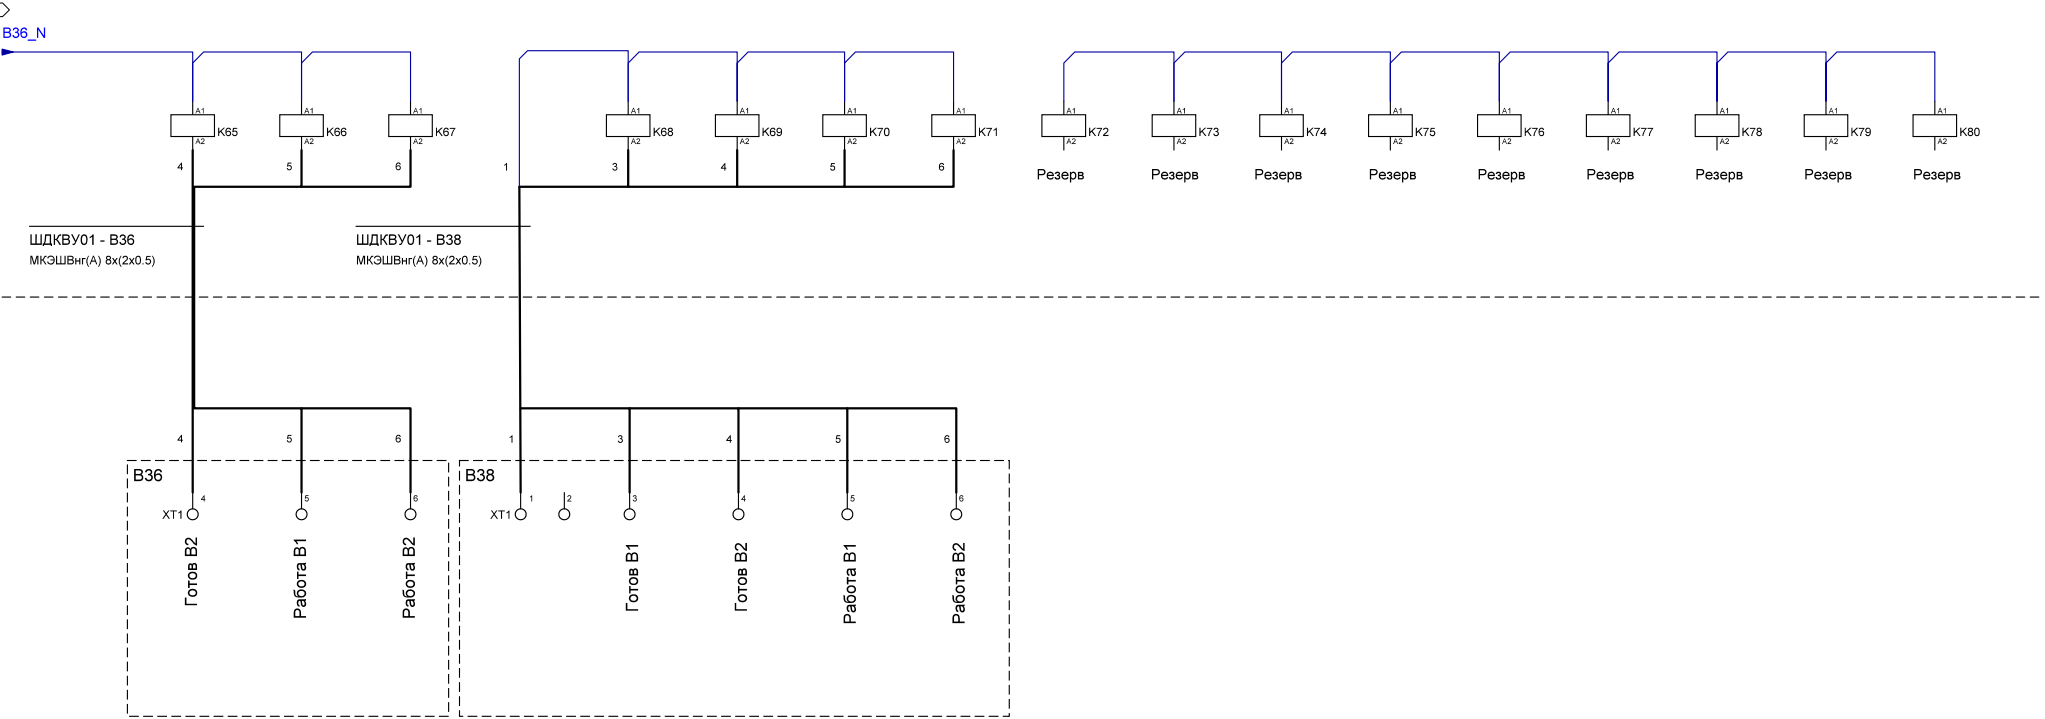 B36_N
A1 A1 A1 A1 A1 A1 A1 A1 A1 A1 A1 A1 A1 A1 A1 A1
K65 K66 K67 K68 K69 K70 K71 K72 K73 K74 K75 K76 K77 K78 K79 K80
A2 A2 A2 A2 A2 A2 A2 A2 A2 A2 A2 A2 A2 A2 A2 A2
4 5 6 1 3 4 5 6
Резерв Резерв Резерв Резерв Резерв Резерв Резерв Резерв Резерв
ШДКВУ01 - В36 ШДКВУ01 - В38
МКЭШВнг(А) 8х(2х0.5) МКЭШВнг(А) 8х(2х0.5)
4 5 6 1 3 4 5 6
В36 В38
4 5 6 1 2 3 4 5 6
XT1 XT1
Готов В2
Работа В1
Работа В2
Готов В1
Готов В2
Работа В1
Работа В2